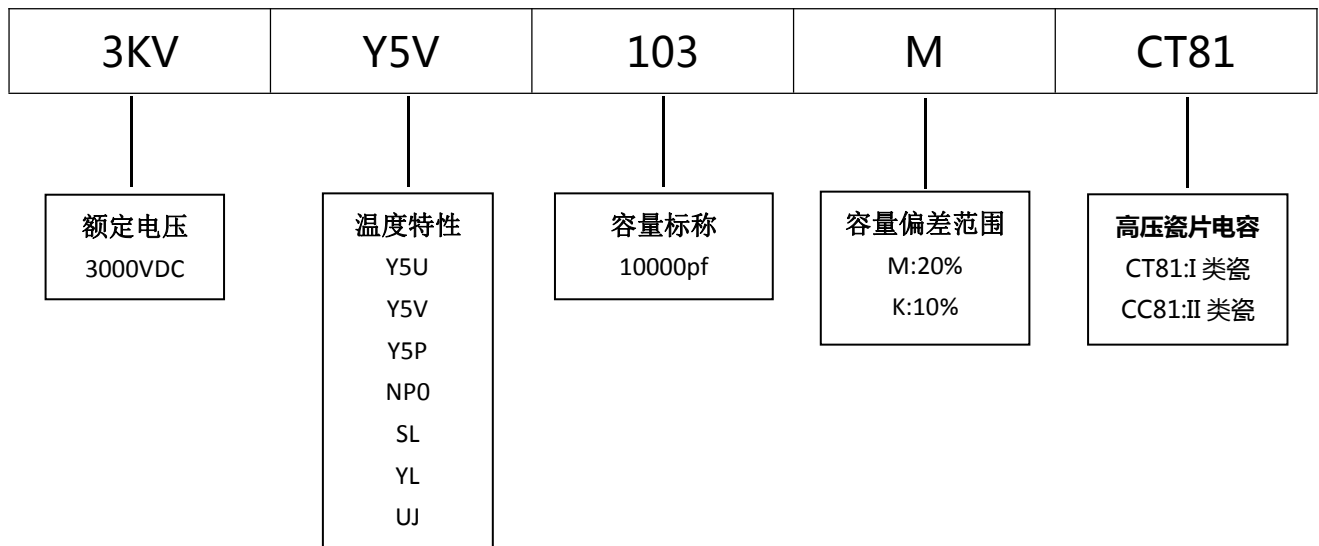 3KV
Y5V
103
M
CT81
额定电压
3000VDC
温度特性
Y5U
Y5V
Y5P
NP0
SL
YL
UJ
容量标称
10000pf
容量偏差范围
M:20%
K:10%
高压瓷片电容
CT81:I 类瓷
CC81:II 类瓷